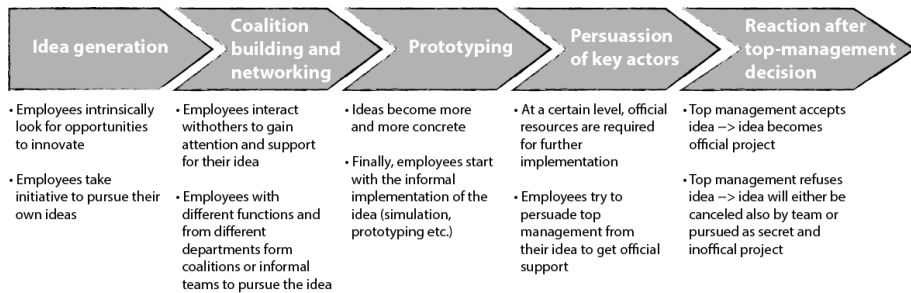 Idea generation
Coalition
building and
networking
Prototyping
Persuassion
of key actors
Reaction after
top-management
decision
• Employees intrinsically
look for opportunities
to innovate
• Employees take
initiative to pursue their
own ideas
• Employees interact
withothers to gain
attention and support
for their idea
• Employees with
different functions and
from different
departments form
coalitions or informal
teams to pursue the idea
• Ideas become more
and more concrete
• Finally, employees start
with the informal
implementation of the
idea (simulation,
prototyping etc.)
• At a certain level, official
resources are required
for further
implementation
• Employees try to
persuade top
management from
their idea to get official
support
• Top management accepts
idea --> idea becomes
official project
• Top management refuses
idea --> idea will either be
canceled also by team or
pursued as secret and
inoffical project